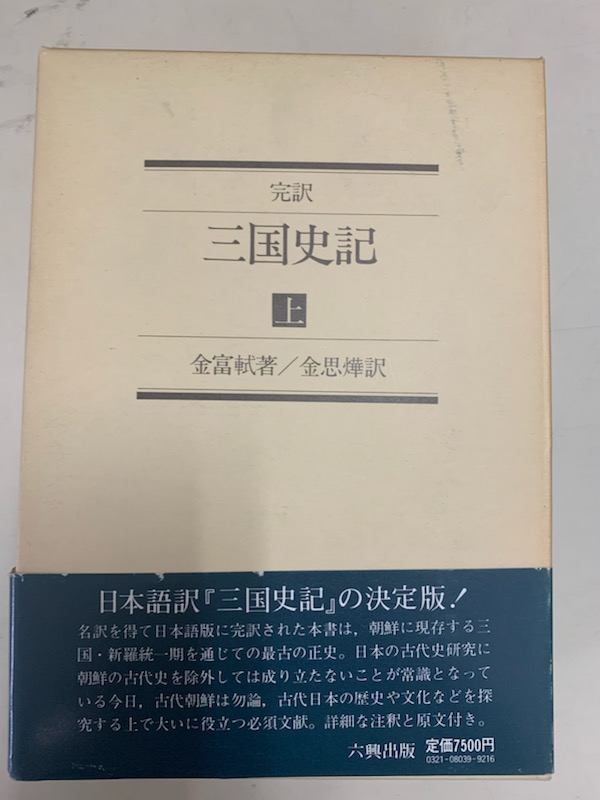 完訳
三国史記
上
金富軾著／金思燁訳
日本語訳『三国史記』の決定版！
名訳を得て日本語版に完訳された本書は，朝鮮に現存する三
国・新羅統一期を通じての最古の正史。日本の古代史研究に
朝鮮の古代史を除外しては成り立たないことが常識となって
いる今日，古代朝鮮は勿論，古代日本の歴史や文化などを探
究する上で大いに役立つ必須文献。詳細な注釈と原文付き。
六興出版 定価7500円
0321-08039-9216